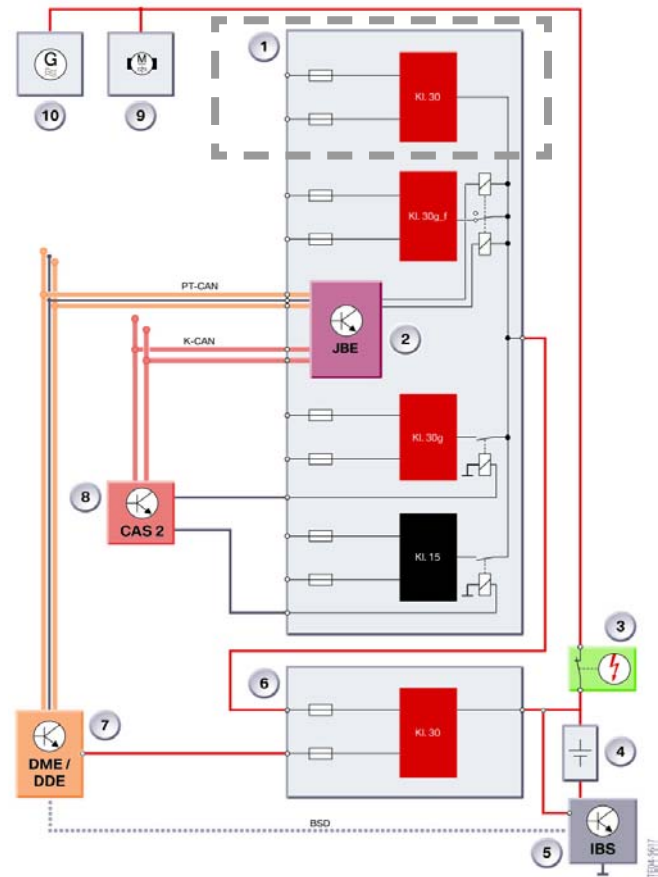 1
G
10
M
9
Kl. 30
Kl. 30g_f
PT-CAN
K-CAN
JBE
2
Kl. 30g
8
CAS 2
Kl. 15
3
6
7
Kl. 30
4
DME /
DDE
BSD
5
IBS